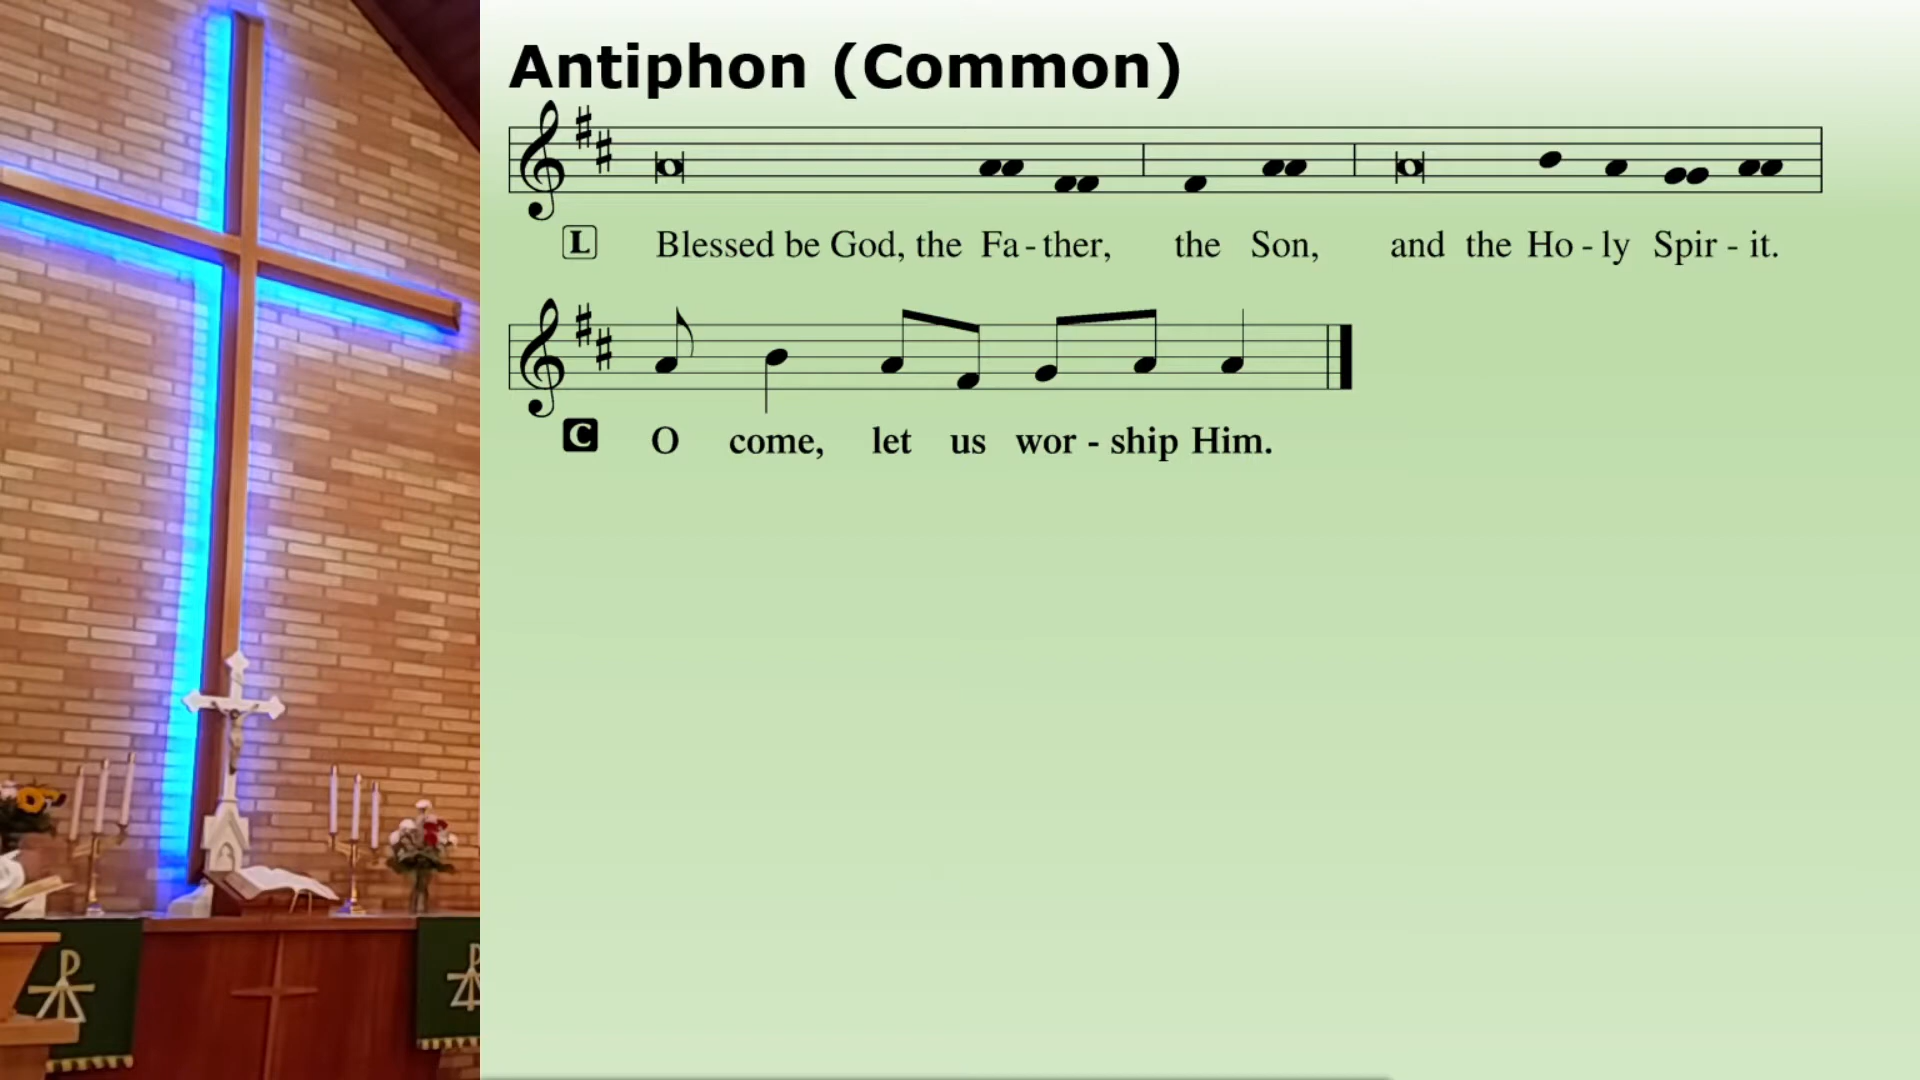 Antiphon (Common)
L Blessed be God, the Fa - ther, the Son, and the Ho - ly Spir - it.
C O come, let us wor - ship Him.